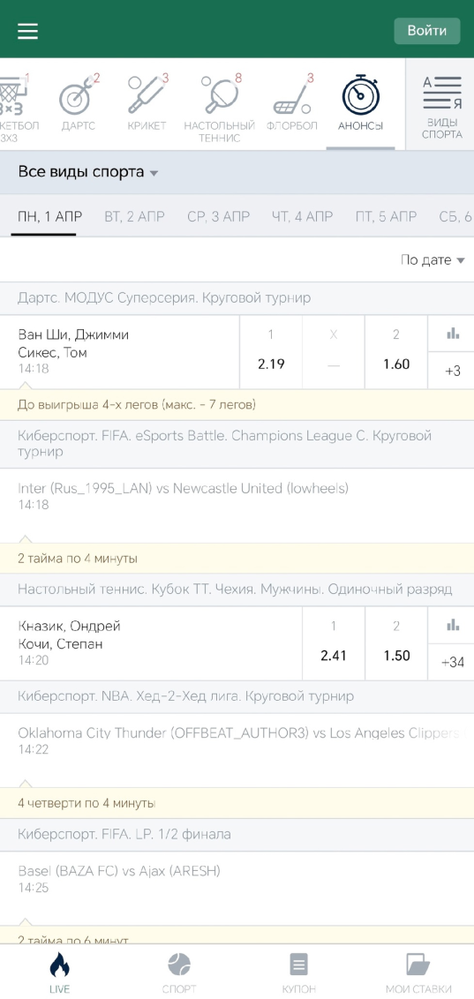 Войти
1
2
3
8
3
КЕТБОЛ
3X3
ДАРТС
КРИКЕТ
НАСТОЛЬНЫЙ
ТЕННИС
ФЛОРБОЛ
АНОНСЫ
А
Я
ВИДЫ
СПОРТА
Все виды спорта
ПН, 1 АПР
ВТ, 2 АПР
СР, 3 АПР
ЧТ, 4 АПР
ПТ, 5 АПР
СБ, 6
По дате
Дартс. МОДУС Суперсерия. Круговой турнир
Ван Ши, Джимми
Сикес, Том
14:18
1
2.19
X
—
2
1.60
+3
До выигрыша 4-х легов (макс. - 7 легов)
Киберспорт. FIFA. eSports Battle. Champions League C. Круговой
турнир
Inter (Rus_1995_LAN) vs Newcastle United (lowheels)
14:18
2 тайма по 4 минуты
Настольный теннис. Кубок ТТ. Чехия. Мужчины. Одиночный разряд
Кназик, Ондрей
Кочи, Степан
14:20
1
2.41
2
1.50
+34
Киберспорт. NBA. Хед-2-Хед лига. Круговой турнир
Oklahoma City Thunder (OFFBEAT_AUTHOR3) vs Los Angeles Clippers
14:22
4 четверти по 4 минуты
Киберспорт. FIFA. LP. 1/2 финала
Basel (BAZA FC) vs Ajax (ARESH)
14:25
2 тайма по 6 минут
LIVE
СПОРТ
КУПОН
МОИ СТАВКИ